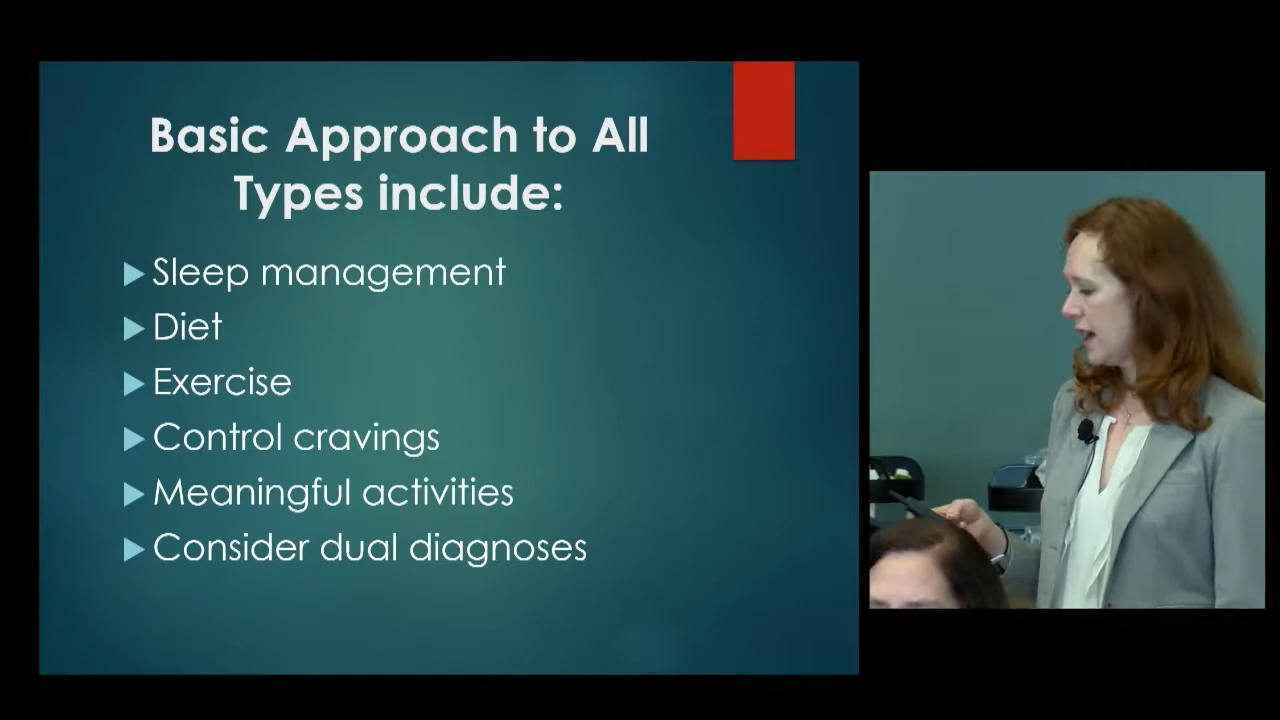 Basic Approach to All
Types include:
Sleep management
Diet
Exercise
Control cravings
Meaningful activities
Consider dual diagnoses